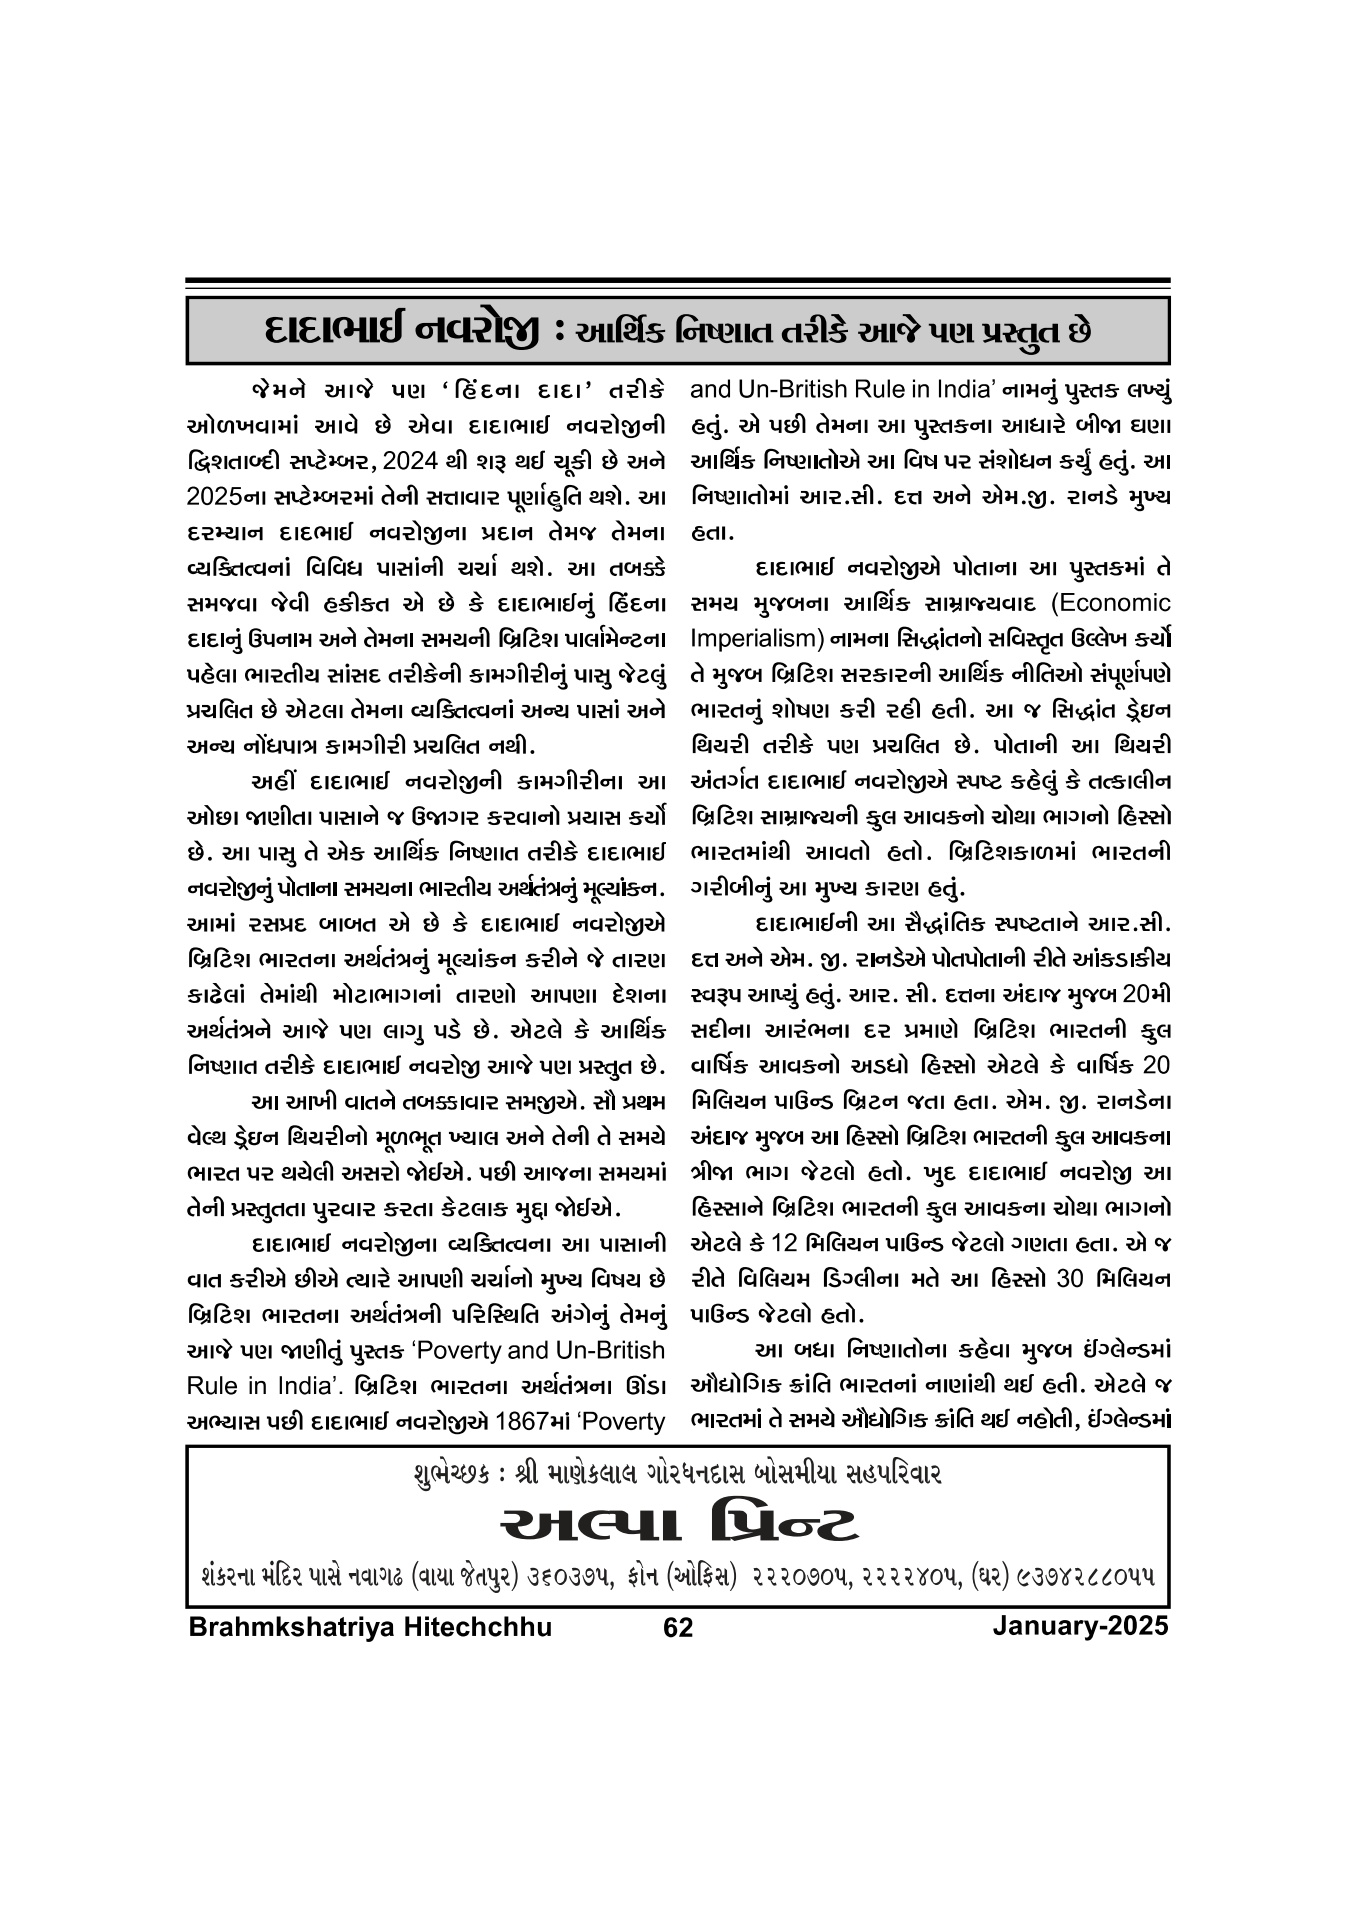 દાદાભાઈ નવરોજી : આર્થિક નિષ્ણાત તરીકે આજે પણ પ્રસ્તુત છે
જેમને આજે પણ ‘હિંદના દાદા’ તરીકે
ઓળખવામાં આવે છે એવા દાદાભાઈ નવરોજીની
દ્વિશતાબ્દી સપ્ટેમ્બર, 2024 થી શરૂ થઈ ચૂકી છે અને
2025ના સપ્ટેમ્બરમાં તેની સત્તાવાર પૂર્ણાહુતિ થશે. આ
દરમ્યાન દાદભાઈ નવરોજીના પ્રદાન તેમજ તેમના
વ્યક્તિત્વનાં વિવિધ પાસાંની ચર્ચા થશે. આ તબક્કે
સમજવા જેવી હકીકત એ છે કે દાદાભાઈનું હિંદના
દાદાનું ઉપનામ અને તેમના સમયની બ્રિટિશ પાર્લામેન્ટના
પહેલા ભારતીય સાંસદ તરીકેની કામગીરીનું પાસુ જેટલું
પ્રચલિત છે એટલા તેમના વ્યક્તિત્વનાં અન્ય પાસાં અને
અન્ય નોંધપાત્ર કામગીરી પ્રચલિત નથી.
અહીં દાદાભાઈ નવરોજીની કામગીરીના આ
ઓછા જાણીતા પાસાને જ ઉજાગર કરવાનો પ્રયાસ કર્યો
છે. આ પાસુ તે એક આર્થિક નિષ્ણાત તરીકે દાદાભાઈ
નવરોજીનું પોતાના સમયના ભારતીય અર્થતંત્રનું મૂલ્યાંકન.
આમાં રસપ્રદ બાબત એ છે કે દાદાભાઈ નવરોજીએ
બ્રિટિશ ભારતના અર્થતંત્રનું મૂલ્યાંકન કરીને જે તારણ
કાઢેલાં તેમાંથી મોટાભાગનાં તારણો આપણા દેશના
અર્થતંત્રને આજે પણ લાગુ પડે છે. એટલે કે આર્થિક
નિષ્ણાત તરીકે દાદાભાઈ નવરોજી આજે પણ પ્રસ્તુત છે.
આ આખી વાતને તબક્કાવાર સમજીએ. સૌ પ્રથમ
વેલ્થ ડ્રેઇન થિયરીનો મૂળભૂત ખ્યાલ અને તેની તે સમયે
ભારત પર થયેલી અસરો જોઈએ. પછી આજના સમયમાં
તેની પ્રસ્તુતતા પુરવાર કરતા કેટલાક મુદ્દા જોઈએ.
દાદાભાઈ નવરોજીના વ્યક્તિત્વના આ પાસાની
વાત કરીએ છીએ ત્યારે આપણી ચર્ચાનો મુખ્ય વિષય છે
બ્રિટિશ ભારતના અર્થતંત્રની પરિસ્થિતિ અંગેનું તેમનું
આજે પણ જાણીતું પુસ્તક ‘Poverty and Un-British
Rule in India’. બ્રિટિશ ભારતના અર્થતંત્રના ઊંડા
અભ્યાસ પછી દાદાભાઈ નવરોજીએ 1867માં ‘Poverty
and Un-British Rule in India’ નામનું પુસ્તક લખ્યું
હતું. એ પછી તેમના આ પુસ્તકના આધારે બીજા ઘણા
આર્થિક નિષ્ણાતોએ આ વિષ પર સંશોધન કર્યું હતું. આ
નિષ્ણાતોમાં આર.સી. દત્ત અને એમ.જી. રાનડે મુખ્ય
હતા.
દાદાભાઈ નવરોજીએ પોતાના આ પુસ્તકમાં તે
સમય મુજબના આર્થિક સામ્રાજ્યવાદ (Economic
Imperialism) નામના સિદ્ધાંતનો સવિસ્તૃત ઉલ્લેખ કર્યો
તે મુજબ બ્રિટિશ સરકારની આર્થિક નીતિઓ સંપૂર્ણપણે
ભારતનું શોષણ કરી રહી હતી. આ જ સિદ્ધાંત ડ્રેઇન
થિયરી તરીકે પણ પ્રચલિત છે. પોતાની આ થિયરી
અંતર્ગત દાદાભાઈ નવરોજીએ સ્પષ્ટ કહેલું કે તત્કાલીન
બ્રિટિશ સામ્રાજ્યની કુલ આવકનો ચોથા ભાગનો હિસ્સો
ભારતમાંથી આવતો હતો. બ્રિટિશકાળમાં ભારતની
ગરીબીનું આ મુખ્ય કારણ હતું.
દાદાભાઈની આ સૈદ્ધાંતિક સ્પષ્ટતાને આર.સી.
દત્ત અને એમ. જી. રાનડેએ પોતપોતાની રીતે આંકડાકીય
સ્વરૂપ આપ્યું હતું. આર. સી. દત્તના અંદાજ મુજબ 20મી
સદીના આરંભના દર પ્રમાણે બ્રિટિશ ભારતની કુલ
વાર્ષિક આવકનો અડધો હિસ્સો એટલે કે વાર્ષિક 20
મિલિયન પાઉન્ડ બ્રિટન જતા હતા. એમ. જી. રાનડેના
અંદાજ મુજબ આ હિસ્સો બ્રિટિશ ભારતની કુલ આવકના
ત્રીજા ભાગ જેટલો હતો. ખુદ દાદાભાઈ નવરોજી આ
હિસ્સાને બ્રિટિશ ભારતની કુલ આવકના ચોથા ભાગનો
એટલે કે 12 મિલિયન પાઉન્ડ જેટલો ગણતા હતા. એ જ
રીતે વિલિયમ ડિગ્લીના મતે આ હિસ્સો 30 મિલિયન
પાઉન્ડ જેટલો હતો.
આ બધા નિષ્ણાતોના કહેવા મુજબ ઈંગ્લેન્ડમાં
ઔદ્યોગિક ક્રાંતિ ભારતનાં નાણાંથી થઈ હતી. એટલે જ
ભારતમાં તે સમયે ઔદ્યોગિક ક્રાંતિ થઈ નહોતી, ઈંગ્લેન્ડમાં
શુભેચ્છક : શ્રી માણેકલાલ ગોરધનદાસ બોસમીયા સહપરિવાર
અલ્પા પ્રિન્ટ
શંકરના મંદિર પાસે નવાગઢ (વાયા જેતપુર) ૩૬૦૩૭૫, ફોન (ઓફિસ) ૨૨૨૦૭૦૫, ૨૨૨૨૪૦૫, (ઘર) ૯૩૭૪૨૮૮૦૫૫
Brahmkshatriya Hitechchhu 62 January-2025